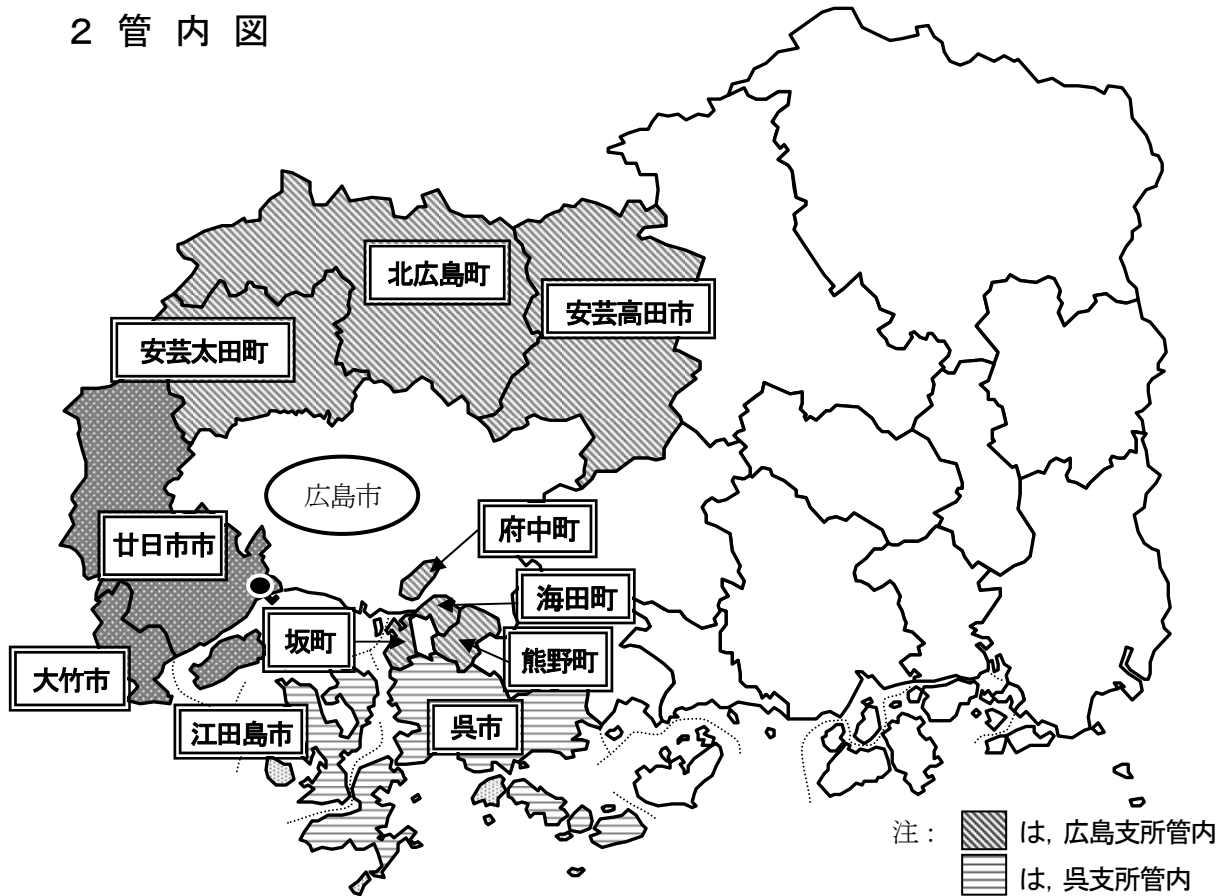 ２ 管 内 図
北広島町
安芸高田市
安芸太田町
広島市
府中町
廿日市市
海田町
坂町
熊野町
大竹市
江田島市
呉市
注： は，広島支所管内
は，呉支所管内